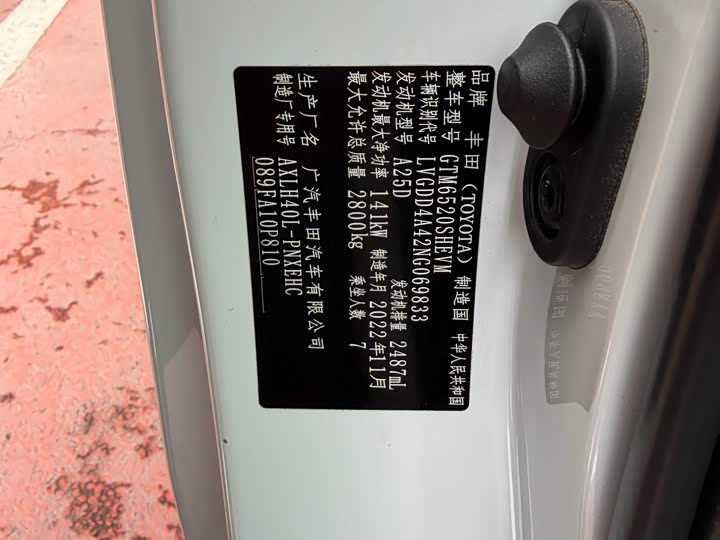 品牌 丰田（TOYOTA） 制造国 中华人民共和国
整车型号 GTM6520SHEVM
车辆识别代号 LVGDD4A42NG069833
发动机型号 A25D 发动机排量 2487mL
发动机最大净功率 141kW 制造年月 2022年11月
最大允许总质量 2800kg 乘坐人数 7
生产厂名 广汽丰田汽车有限公司
制造厂专用号 AXLH40L-PNXEHC
089FA10P810